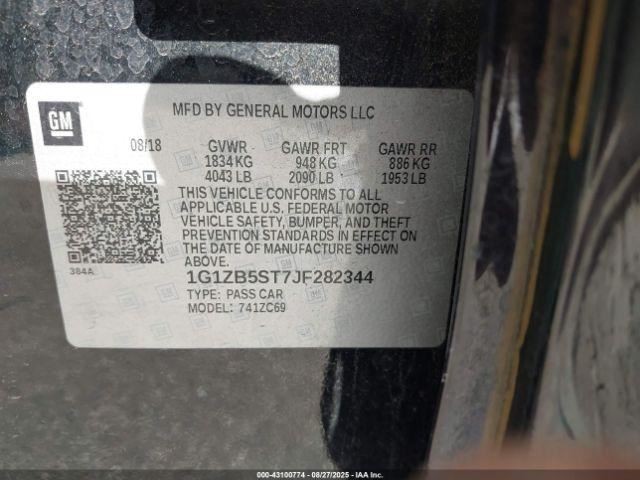 GM
MFD BY GENERAL MOTORS LLC
08/18 GVWR GAWR FRT GAWR RR
1834 KG 948 KG 886 KG
4043 LB 2090 LB 1953 LB
THIS VEHICLE CONFORMS TO ALL
APPLICABLE U.S. FEDERAL MOTOR
VEHICLE SAFETY, BUMPER, AND THEFT
PREVENTION STANDARDS IN EFFECT ON
THE DATE OF MANUFACTURE SHOWN
ABOVE.
384A
1G1ZB5ST7JF282344
TYPE: PASS CAR
MODEL: 741ZC69
000-43100774 - 08/27/2025 - IAA Inc.